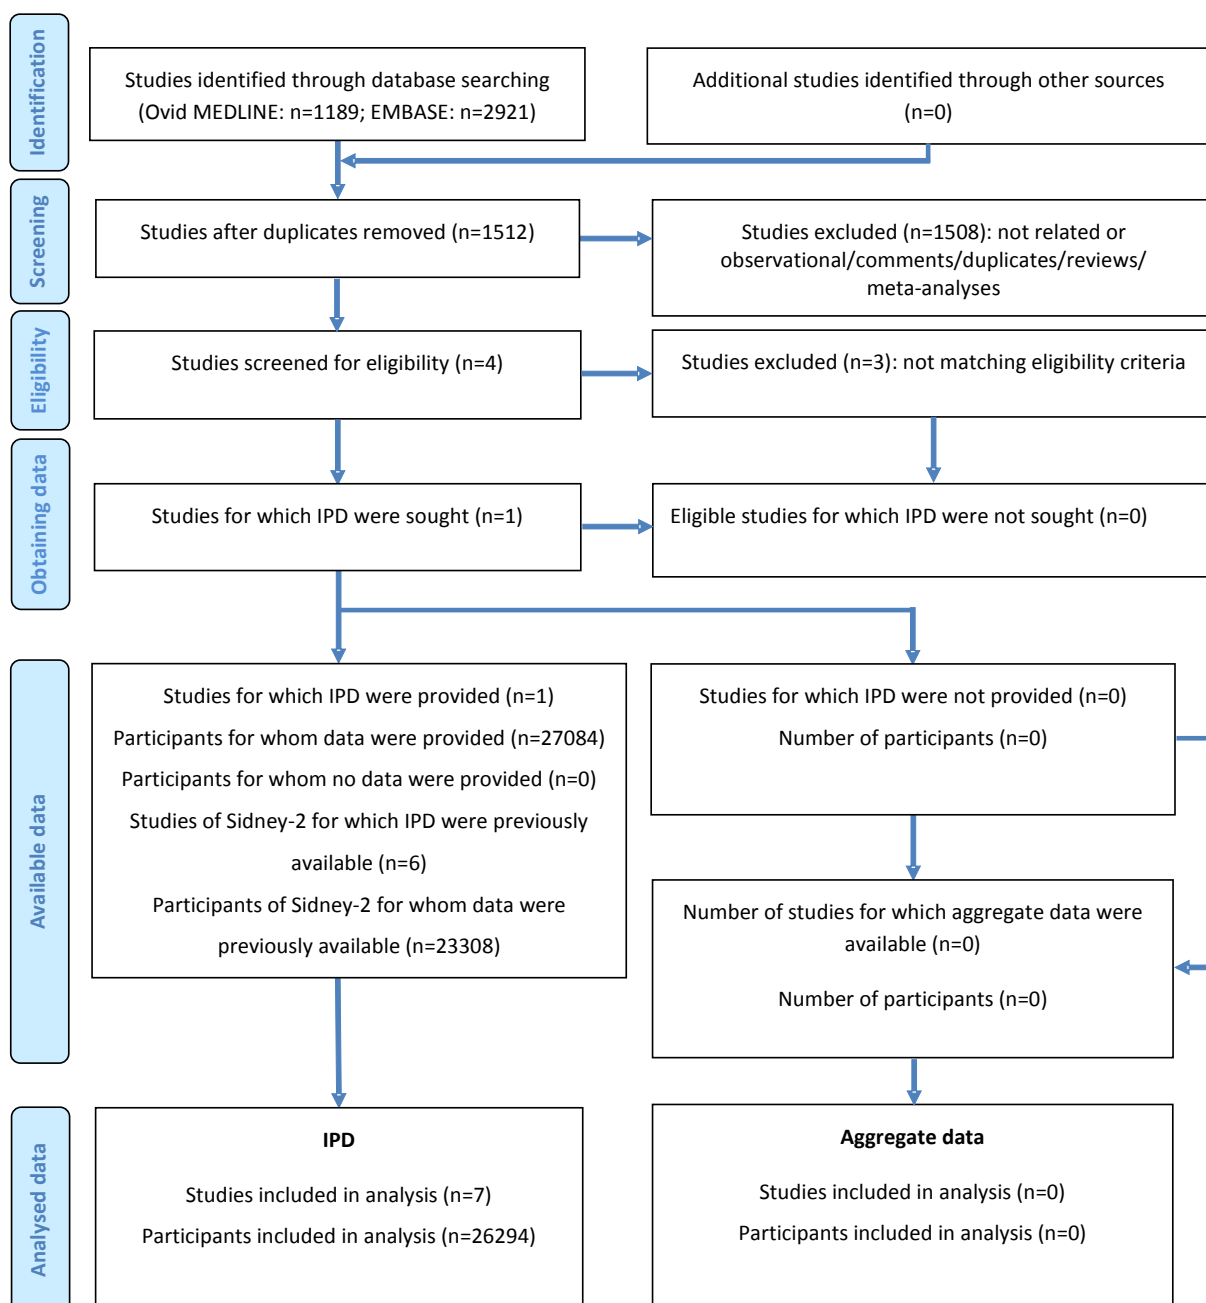 Identification
Studies identified through database searching
(Ovid MEDLINE: n=1189; EMBASE: n=2921)
Additional studies identified through other sources
(n=0)
Screening
Studies after duplicates removed (n=1512)
Studies excluded (n=1508): not related or
observational/comments/duplicates/reviews/
meta-analyses
Eligibility
Studies screened for eligibility (n=4)
Studies excluded (n=3): not matching eligibility criteria
Obtaining data
Studies for which IPD were sought (n=1)
Eligible studies for which IPD were not sought (n=0)
Available data
Studies for which IPD were provided (n=1)
Participants for whom data were provided (n=27084)
Participants for whom no data were provided (n=0)
Studies of Sidney-2 for which IPD were previously
available (n=6)
Participants of Sidney-2 for whom data were
previously available (n=23308)
Studies for which IPD were not provided (n=0)
Number of participants (n=0)
Number of studies for which aggregate data were
available (n=0)
Number of participants (n=0)
Analysed data
IPD
Studies included in analysis (n=7)
Participants included in analysis (n=26294)
Aggregate data
Studies included in analysis (n=0)
Participants included in analysis (n=0)